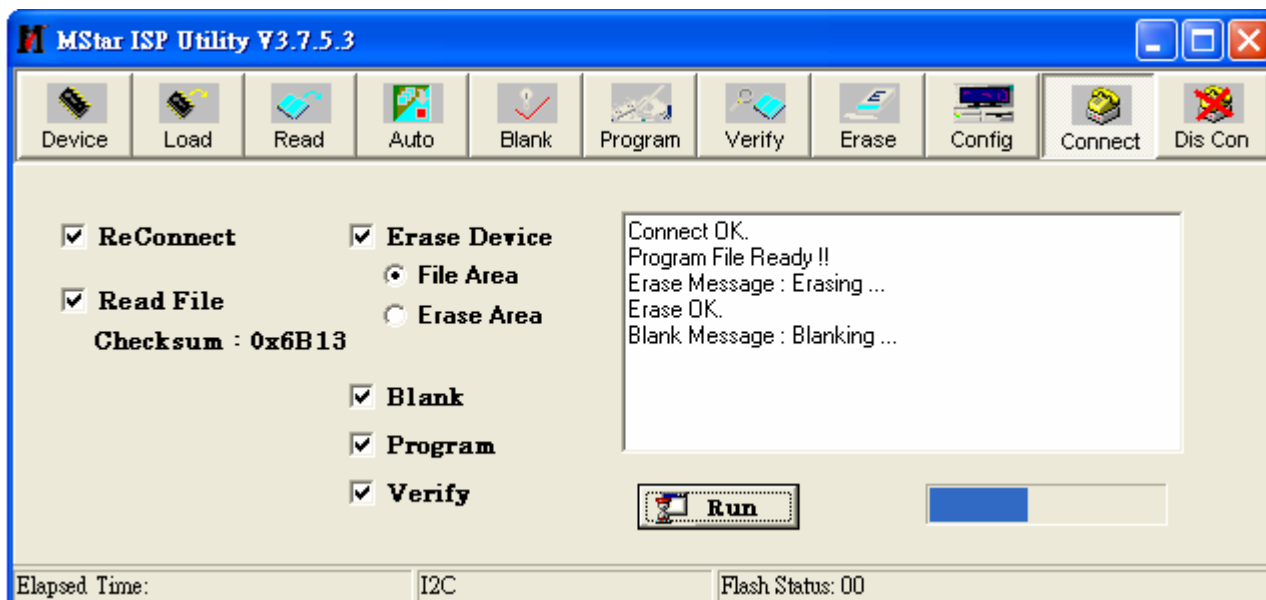 MStar ISP Utility V3.7.5.3
Device Load Read Auto Blank Program Verify Erase Config Connect Dis Con
ReConnect
Read File
Checksum : 0x6B13
Erase Device
File Area
Erase Area
Blank
Program
Verify
Connect OK.
Program File Ready !!
Erase Message : Erasing ...
Erase OK.
Blank Message : Blanking ...
Run
Elapsed Time: I2C Flash Status: 00